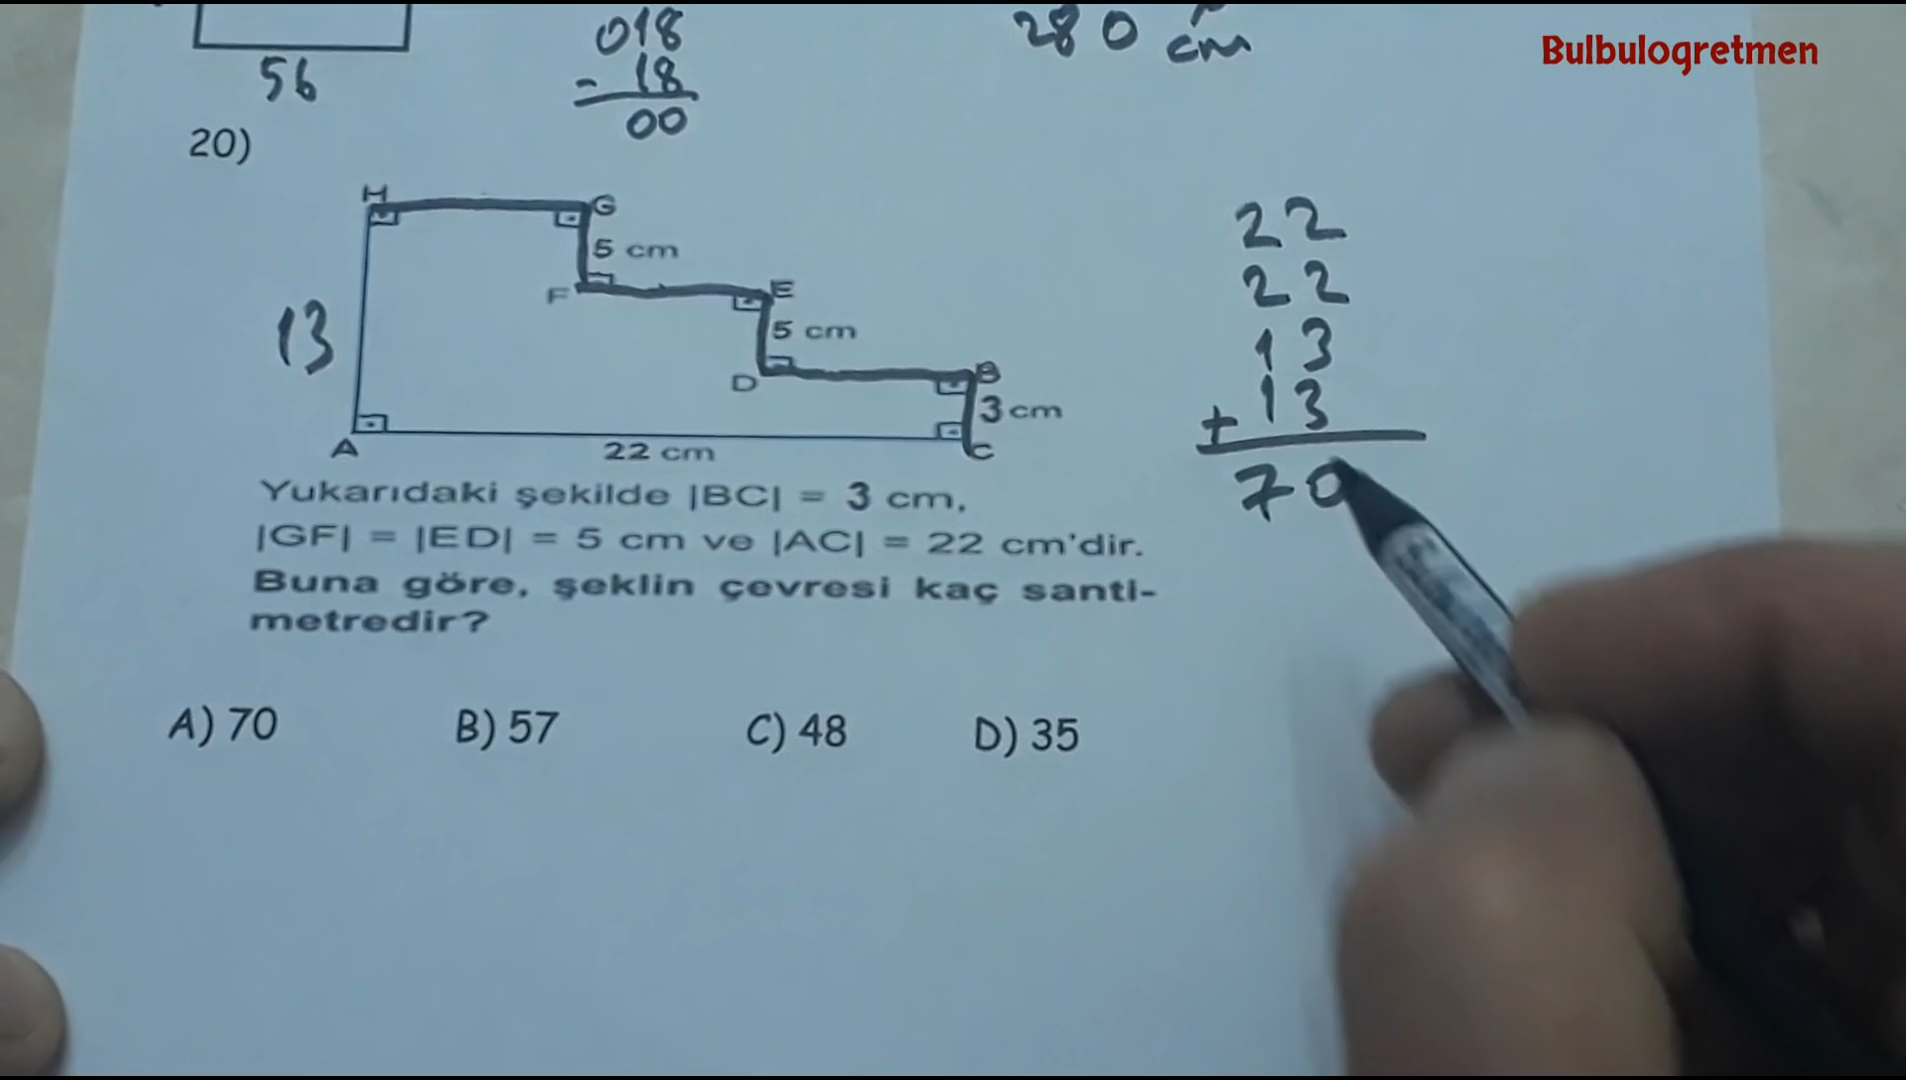 Bulbulogretmen
018
280 cm
- 18
56
00
20)
H
G
5 cm
F
E
5 cm
D
B
3 cm
13
A
22 cm
C
22
22
13
+ 13
70
Yukarıdaki şekilde |BC| = 3 cm,
|GF| = |ED| = 5 cm ve |AC| = 22 cm'dir.
Buna göre, şeklin çevresi kaç santi-
metredir?
A) 70 B) 57 C) 48 D) 35